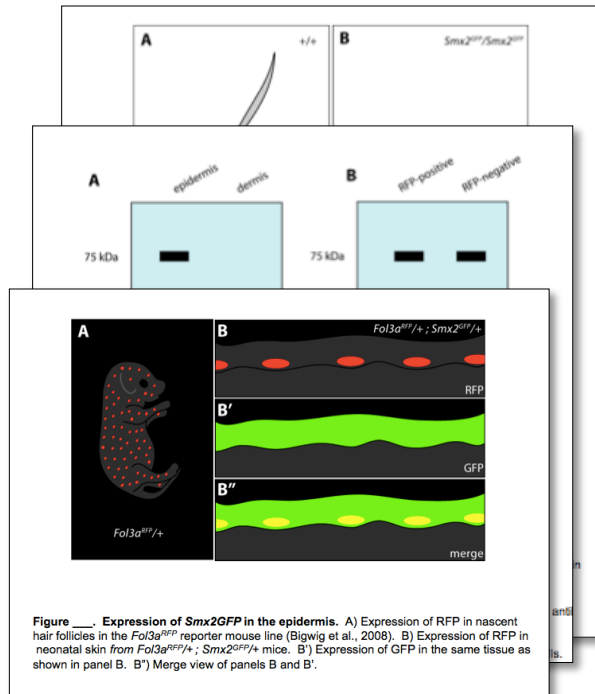 A
+/+
B
Smx2GFP/Smx2GFP
A
epidermis
dermis
B
RFP-positive
RFP-negative
75 kDa
75 kDa
A
B
Fol3aRFP/+ ; Smx2GFP/+
RFP
B'
GFP
B"
merge
Fol3aRFP/+
Figure ___. Expression of Smx2GFP in the epidermis. A) Expression of RFP in nascent
hair follicles in the Fol3aRFP reporter mouse line (Bigwig et al., 2008). B) Expression of RFP in
neonatal skin from Fol3aRFP/+ ; Smx2GFP/+ mice. B') Expression of GFP in the same tissue as
shown in panel B. B") Merge view of panels B and B'.